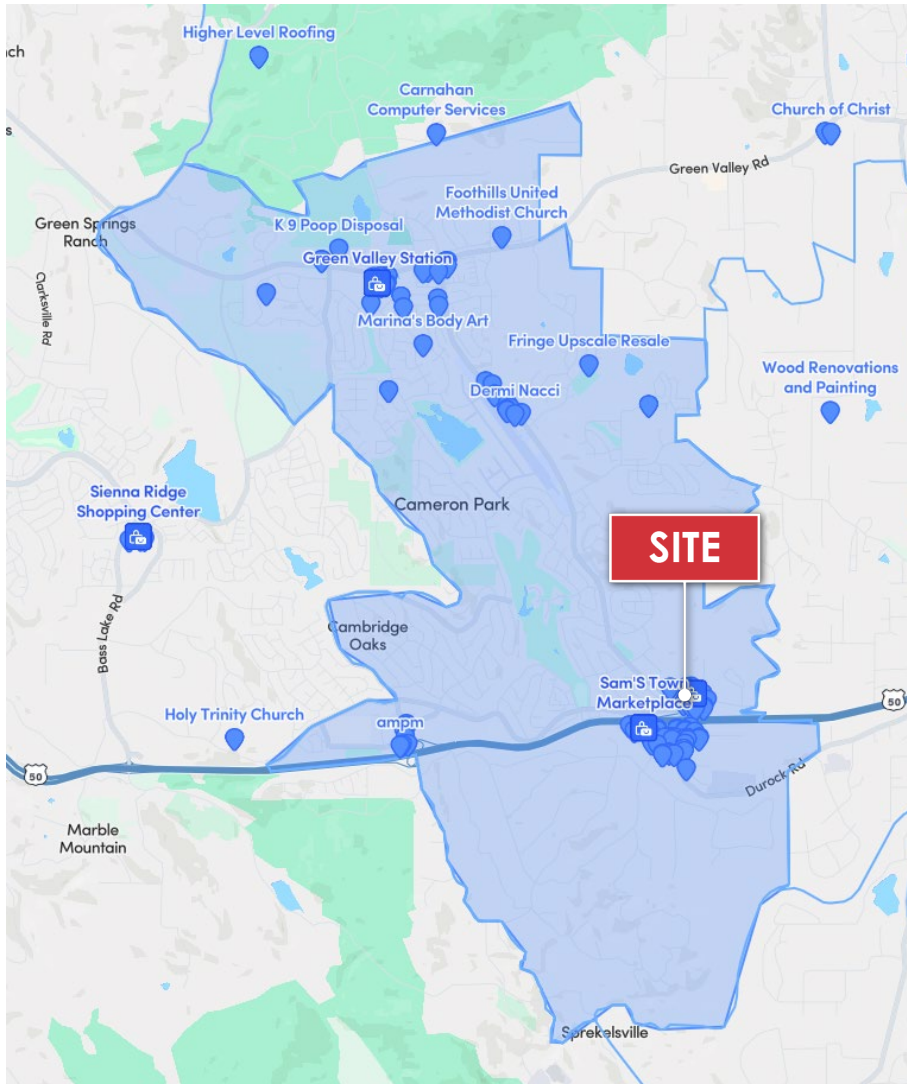 Higher Level Roofing
ch
Carnahan
Computer Services
Church of Christ
s
Green Valley Rd
Foothills United
Methodist Church
Green Springs
Ranch
K 9 Poop Disposal
Green Valley Station
Clarksville Rd
Marina's Body Art
Fringe Upscale Resale
Wood Renovations
and Painting
Dermi Nacci
Sienna Ridge
Shopping Center
Cameron Park
SITE
Bass Lake Rd
Cambridge
Oaks
Sam'S Town
Marketplace
50
Holy Trinity Church
ampm
50
Durock Rd
Marble
Mountain
Sprekelsville